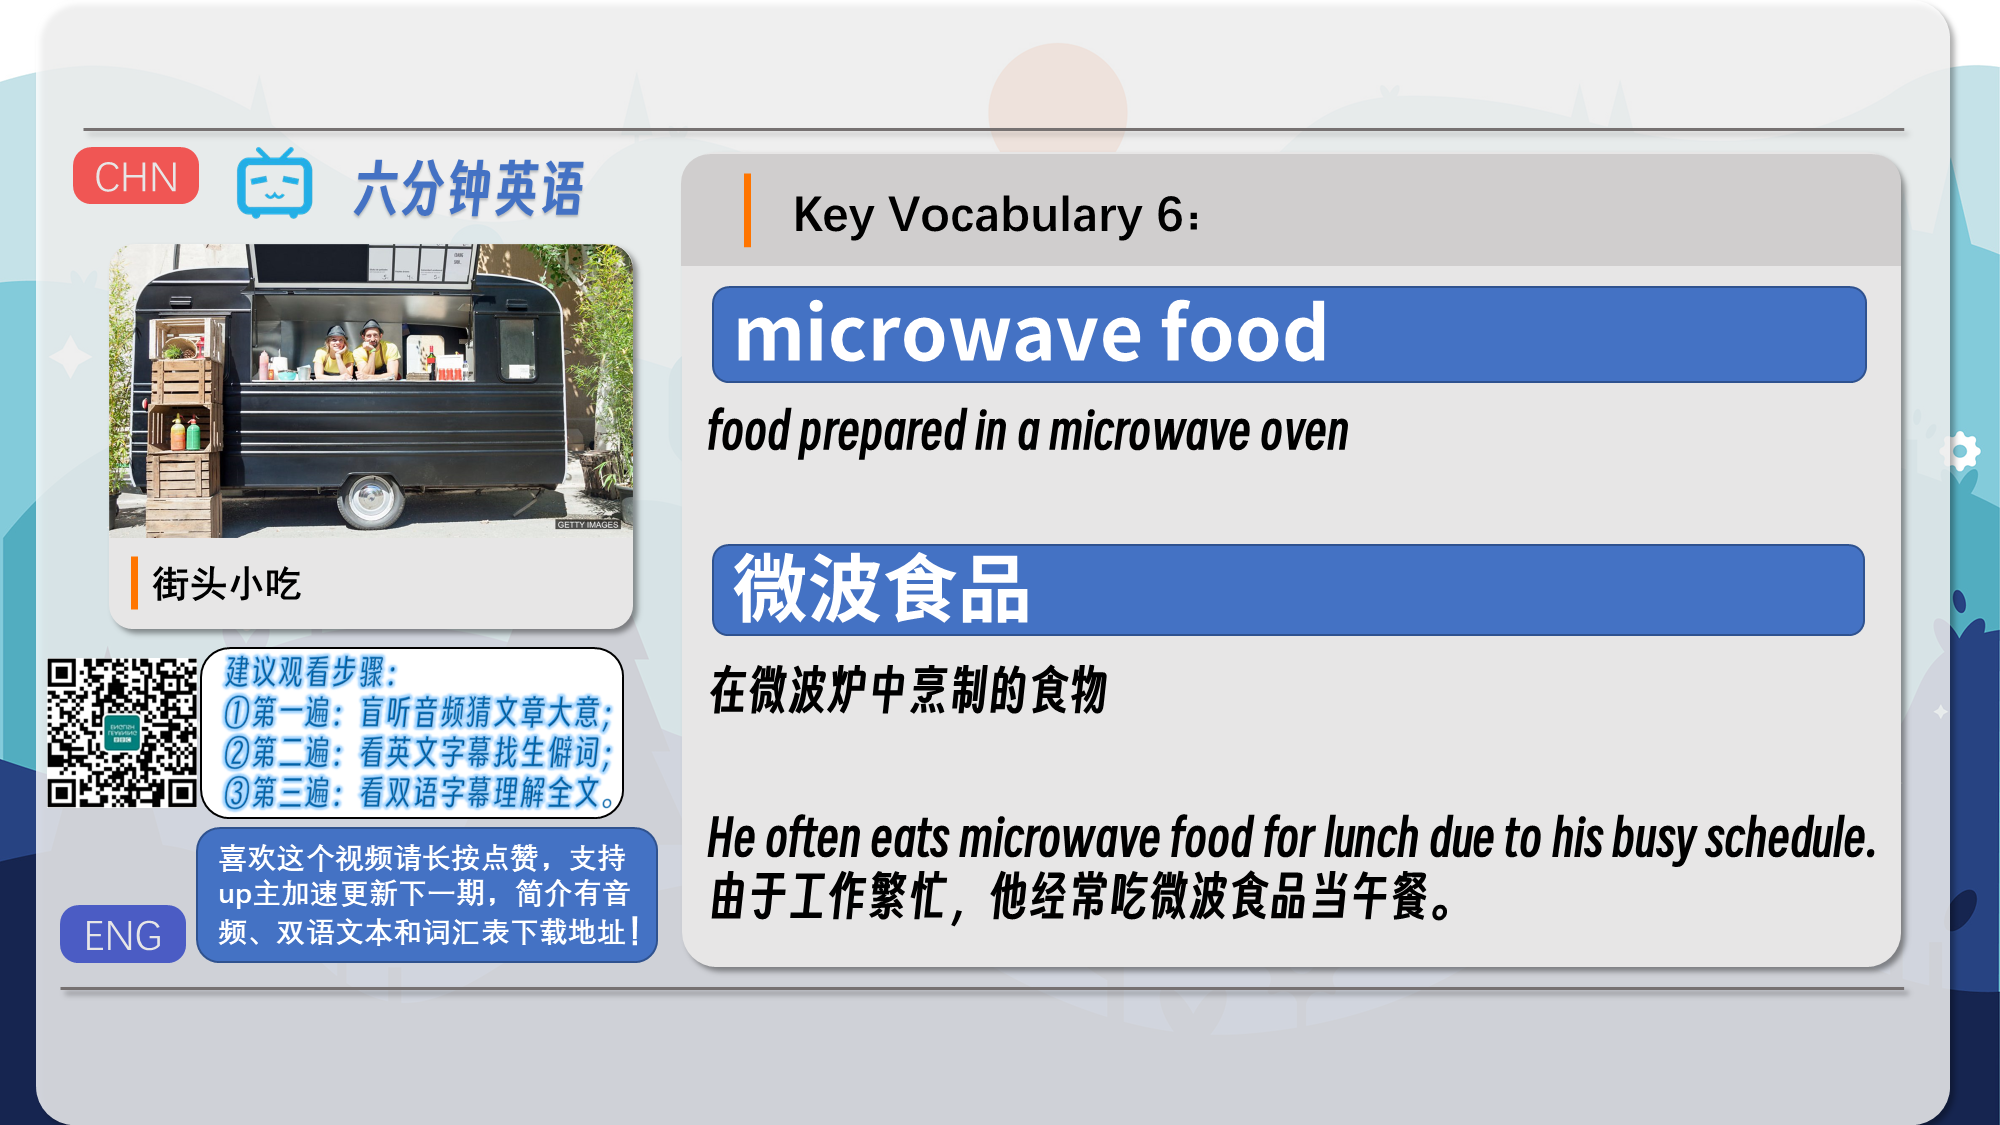 CHN
六分钟英语
GETTY IMAGES
街头小吃
建议观看步骤：
①第一遍：盲听音频猜文章大意；
②第二遍：看英文字幕找生僻词；
③第三遍：看双语字幕理解全文。
喜欢这个视频请长按点赞，支持
up主加速更新下一期，简介有音
频、双语文本和词汇表下载地址！
ENG
Key Vocabulary 6：
microwave food
food prepared in a microwave oven
微波食品
在微波炉中烹制的食物
He often eats microwave food for lunch due to his busy schedule.
由于工作繁忙，他经常吃微波食品当午餐。